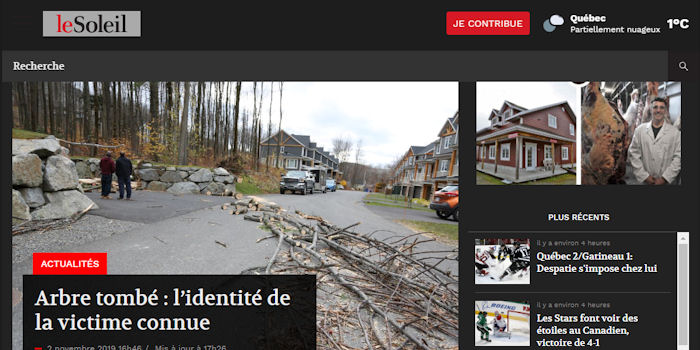 leSoleil
JE CONTRIBUE
Québec
Partiellement nuageux
1°C
Recherche
ACTUALITÉS
Arbre tombé : l'identité de
la victime connue
2 novembre 2019 16h46 / Mis à jour à 17h26
PLUS RÉCENTS
Il y a environ 4 heures
Québec 2/Gatineau 1:
Despatie s'impose chez lui
Il y a environ 4 heures
Les Stars font voir des
étoiles au Canadien,
victoire de 4-1
BOEING